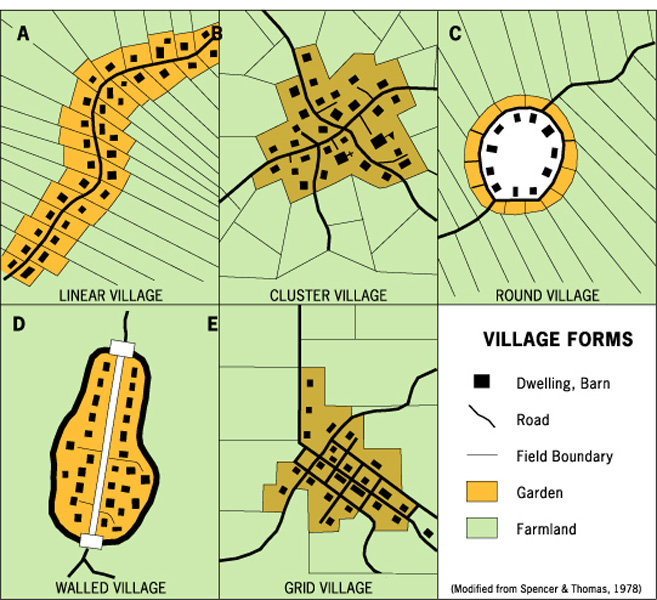 A
B
C
LINEAR VILLAGE
CLUSTER VILLAGE
ROUND VILLAGE
D
E
WALLED VILLAGE
GRID VILLAGE
VILLAGE FORMS
Dwelling, Barn
Road
Field Boundary
Garden
Farmland
(Modified from Spencer & Thomas, 1978)